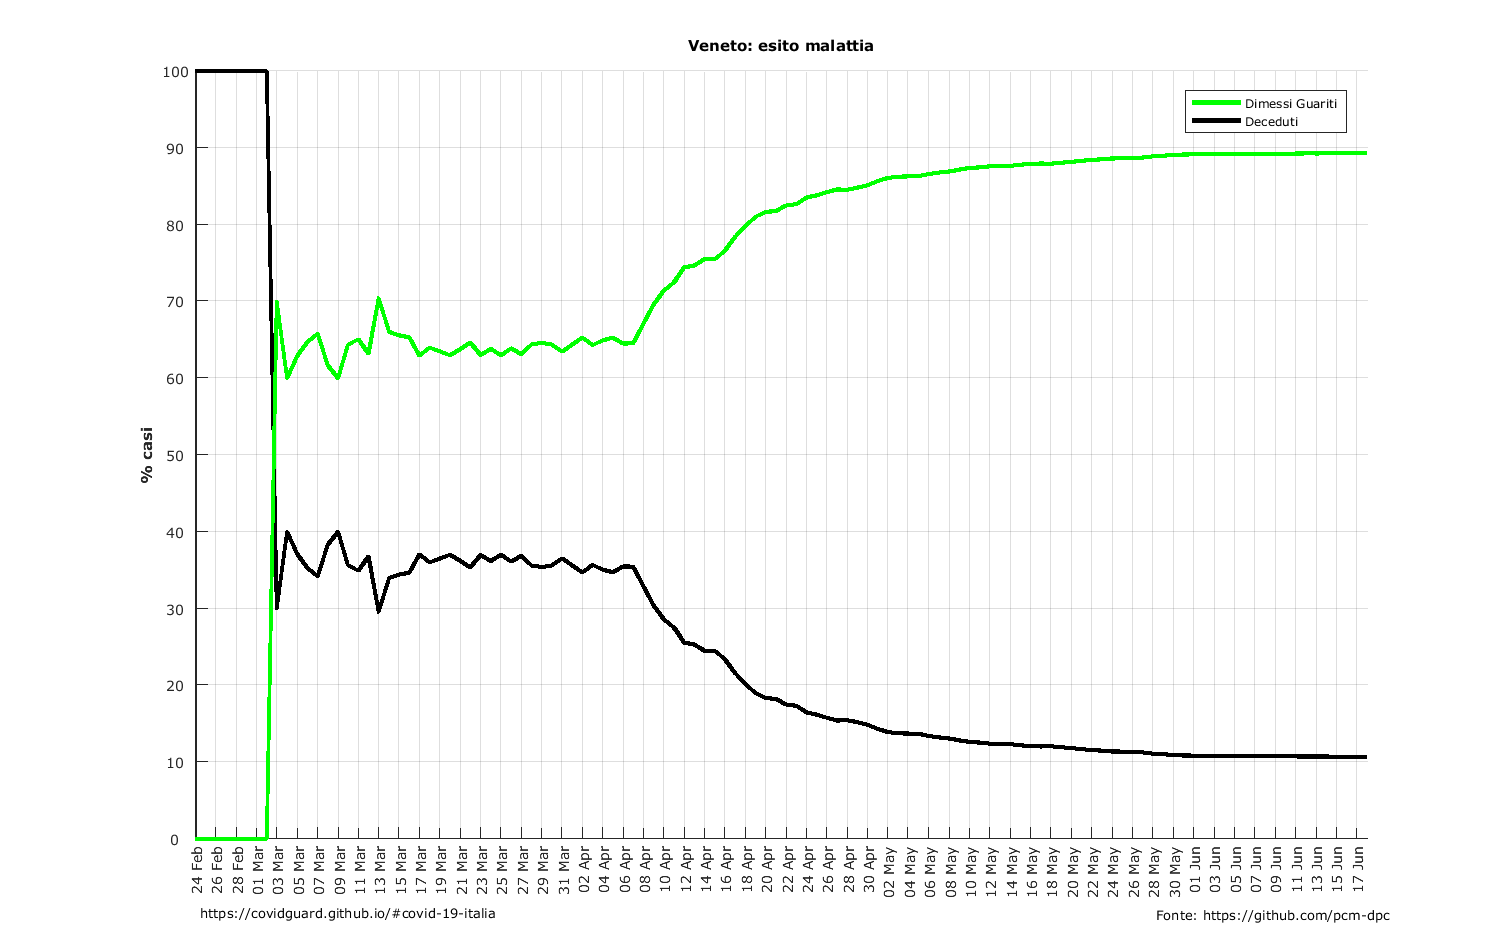 Veneto: esito malattia
Dimessi Guariti
Deceduti
% casi
100
90
80
70
60
50
40
30
20
10
0
24 Feb
26 Feb
28 Feb
01 Mar
03 Mar
05 Mar
07 Mar
09 Mar
11 Mar
13 Mar
15 Mar
17 Mar
19 Mar
21 Mar
23 Mar
25 Mar
27 Mar
29 Mar
31 Mar
02 Apr
04 Apr
06 Apr
08 Apr
10 Apr
12 Apr
14 Apr
16 Apr
18 Apr
20 Apr
22 Apr
24 Apr
26 Apr
28 Apr
30 Apr
02 May
04 May
06 May
08 May
10 May
12 May
14 May
16 May
18 May
20 May
22 May
24 May
26 May
28 May
30 May
01 Jun
03 Jun
05 Jun
07 Jun
09 Jun
11 Jun
13 Jun
15 Jun
17 Jun
https://covidguard.github.io/#covid-19-italia
Fonte: https://github.com/pcm-dpc